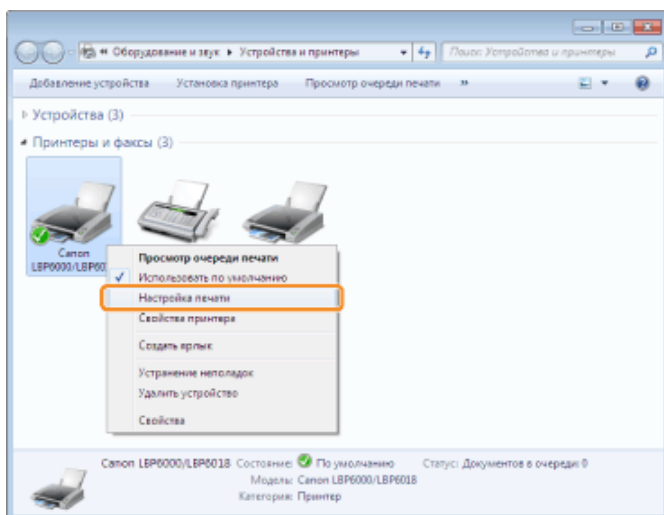 Оборудование и звук ▸ Устройства и принтеры
Поиск: Устройства и принтеры
Добавление устройства Установка принтера Просмотр очереди печати »
Устройства (3)
Принтеры и факсы (3)
Canon
LBP6000/LBP60
Просмотр очереди печати
Использовать по умолчанию
Настройка печати
Свойства принтера
Создать ярлык
Устранение неполадок
Удалить устройство
Свойства
Canon LBP6000/LBP6018 Состояние: По умолчанию Статус: Документов в очереди: 0
Модель: Canon LBP6000/LBP6018
Категория: Принтер